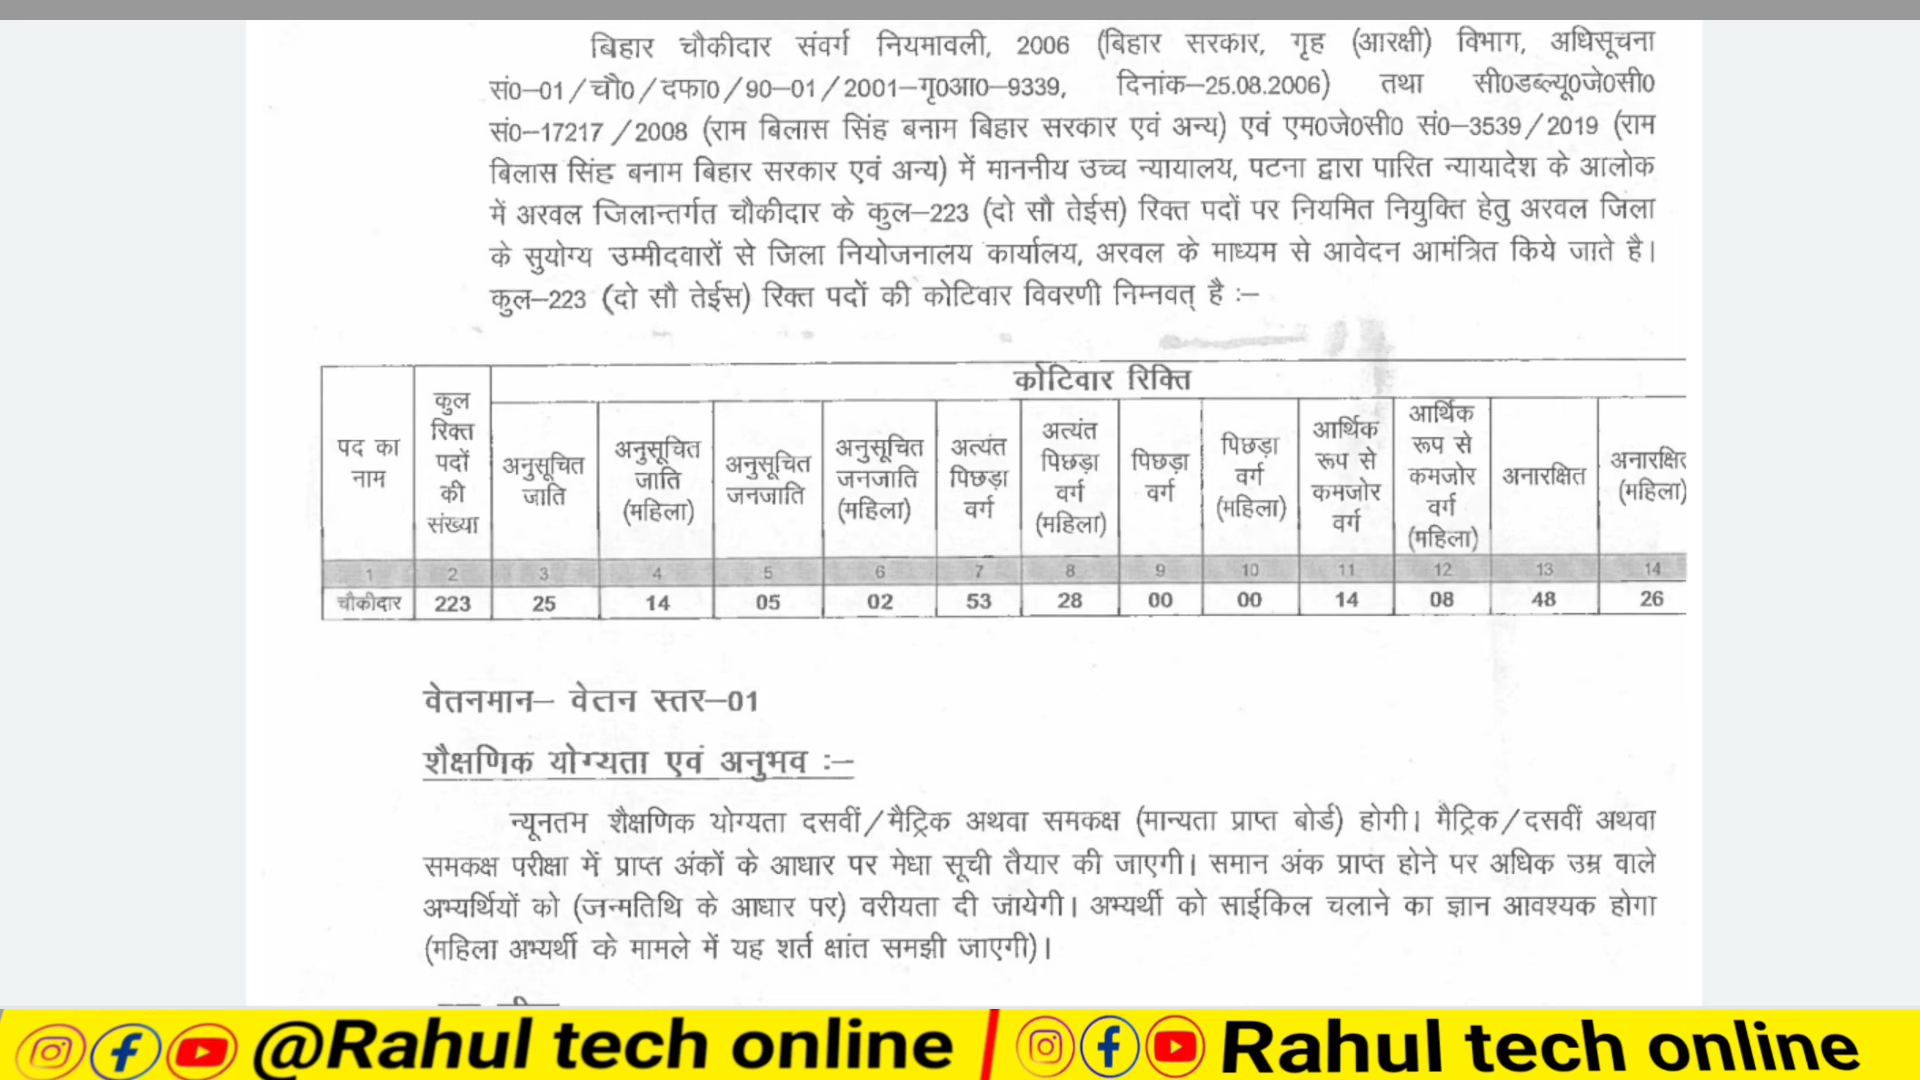 बिहार चौकीदार संवर्ग नियमावली, 2006 (बिहार सरकार, गृह (आरक्षी) विभाग, अधिसूचना
सं0–01/चौ0/दफा0/90–01/2001–गृ0आ0–9339, दिनांक–25.08.2006) तथा सी0डब्ल्यू0जे0सी0
सं0–17217/2008 (राम बिलास सिंह बनाम बिहार सरकार एवं अन्य) एवं एम0जे0सी0 सं0–3539/2019 (राम
बिलास सिंह बनाम बिहार सरकार एवं अन्य) में माननीय उच्च न्यायालय, पटना द्वारा पारित न्यायादेश के आलोक
में अरवल जिलान्तर्गत चौकीदार के कुल–223 (दो सौ तेईस) रिक्त पदों पर नियमित नियुक्ति हेतु अरवल जिला
के सुयोग्य उम्मीदवारों से जिला नियोजनालय कार्यालय, अरवल के माध्यम से आवेदन आमंत्रित किये जाते है।
कुल–223 (दो सौ तेईस) रिक्त पदों की कोटिवार विवरणी निम्नवत् है :–
कोटिवार रिक्ति
पद का नाम कुल रिक्त पदों की संख्या अनुसूचित जाति अनुसूचित जाति (महिला) अनुसूचित जनजाति अनुसूचित जनजाति (महिला) अत्यंत पिछड़ा वर्ग अत्यंत पिछड़ा वर्ग (महिला) पिछड़ा वर्ग पिछड़ा वर्ग (महिला) आर्थिक रूप से कमजोर वर्ग आर्थिक रूप से कमजोर वर्ग (महिला) अनारक्षित अनारक्षित (महिला)
1 2 3 4 5 6 7 8 9 10 11 12 13 14
चौकीदार 223 25 14 05 02 53 28 00 00 14 08 48 26
वेतनमान– वेतन स्तर–01
शैक्षणिक योग्यता एवं अनुभव :–
न्यूनतम शैक्षणिक योग्यता दसवीं/मैट्रिक अथवा समकक्ष (मान्यता प्राप्त बोर्ड) होगी। मैट्रिक/दसवीं अथवा
समकक्ष परीक्षा में प्राप्त अंकों के आधार पर मेधा सूची तैयार की जाएगी। समान अंक प्राप्त होने पर अधिक उम्र वाले
अभ्यर्थियों को (जन्मतिथि के आधार पर) वरीयता दी जायेगी। अभ्यर्थी को साईकिल चलाने का ज्ञान आवश्यक होगा
(महिला अभ्यर्थी के मामले में यह शर्त क्षांत समझी जाएगी)।
@Rahul tech online / Rahul tech online